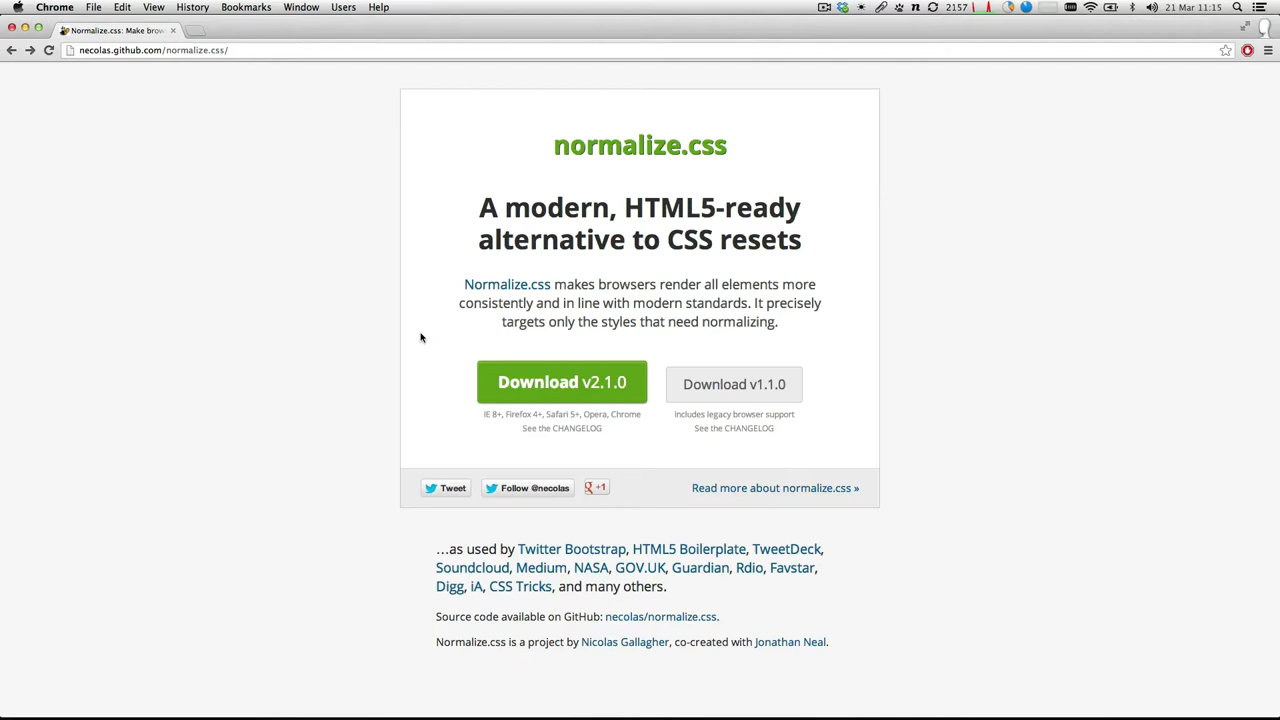 Chrome File Edit View History Bookmarks Window Users Help 2157 21 Mar 11:15
Normalize.css: Make brow
necolas.github.com/normalize.css/
normalize.css
A modern, HTML5-ready
alternative to CSS resets
Normalize.css makes browsers render all elements more
consistently and in line with modern standards. It precisely
targets only the styles that need normalizing.
Download v2.1.0 Download v1.1.0
IE 8+, Firefox 4+, Safari 5+, Opera, Chrome Includes legacy browser support
See the CHANGELOG See the CHANGELOG
Tweet Follow @necolas g +1 Read more about normalize.css »
…as used by Twitter Bootstrap, HTML5 Boilerplate, TweetDeck,
Soundcloud, Medium, NASA, GOV.UK, Guardian, Rdio, Favstar,
Digg, iA, CSS Tricks, and many others.
Source code available on GitHub: necolas/normalize.css.
Normalize.css is a project by Nicolas Gallagher, co-created with Jonathan Neal.